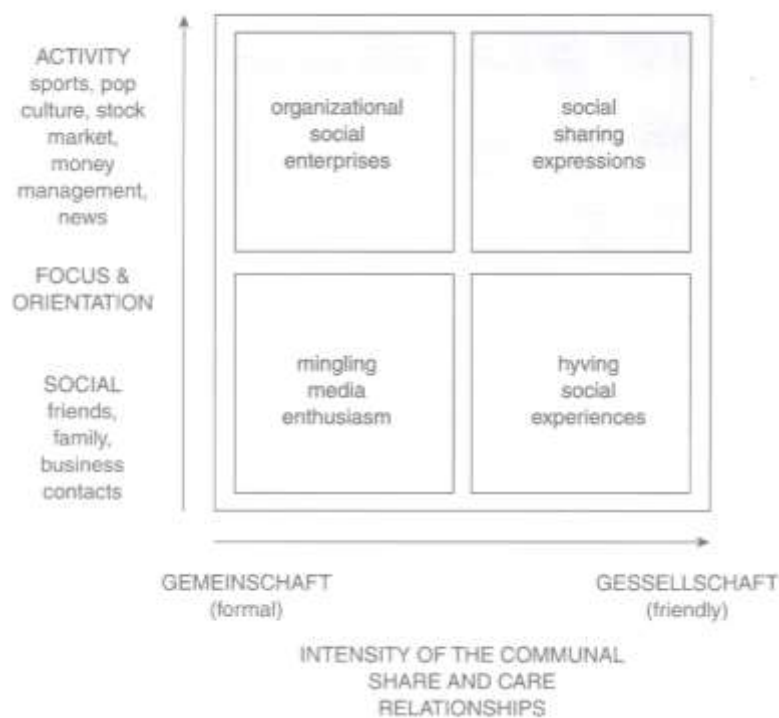 ACTIVITY
sports, pop
culture, stock
market,
money
management,
news
FOCUS &
ORIENTATION
SOCIAL
friends,
family,
business
contacts
organizational
social
enterprises
social
sharing
expressions
mingling
media
enthusiasm
hyving
social
experiences
GEMEINSCHAFT
(formal)
GESSELLSCHAFT
(friendly)
INTENSITY OF THE COMMUNAL
SHARE AND CARE
RELATIONSHIPS